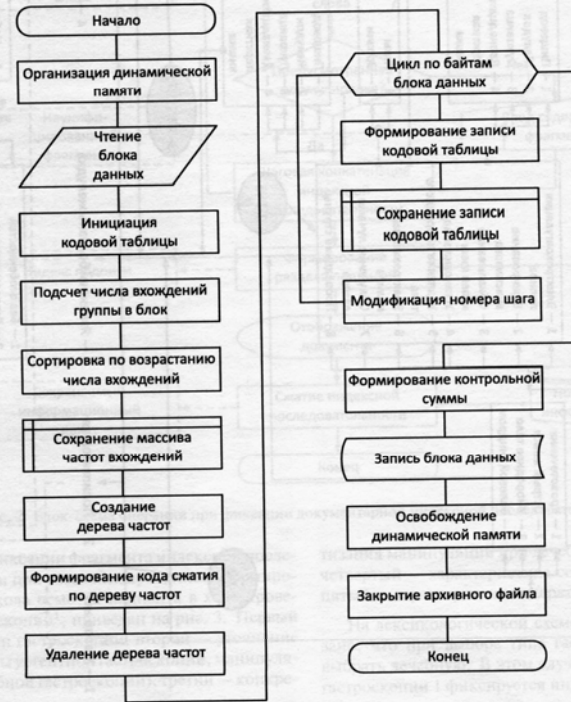 Начало
Организация динамической
памяти
Чтение
блока
данных
Инициация
кодовой таблицы
Подсчет числа вхождений
группы в блок
Сортировка по возрастанию
числа вхождений
Сохранение массива
частот вхождений
Создание
дерева частот
Формирование кода сжатия
по дереву частот
Удаление дерева частот
Цикл по байтам
блока данных
Формирование записи
кодовой таблицы
Сохранение записи
кодовой таблицы
Модификация номера шага
Формирование контрольной
суммы
Запись блока данных
Освобождение
динамической памяти
Закрытие архивного файла
Конец